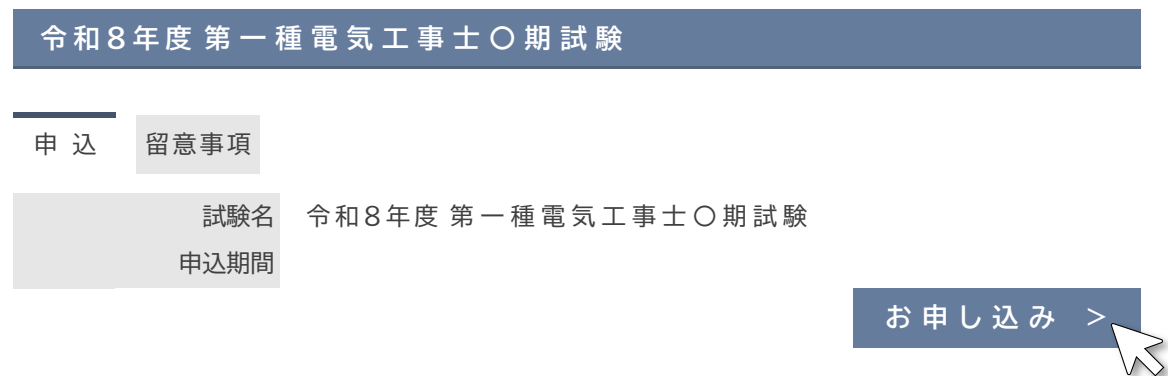 令和8年度 第一種電気工事士〇期試験
申込 留意事項
試験名 令和8年度 第一種電気工事士〇期試験
申込期間
お申し込み >